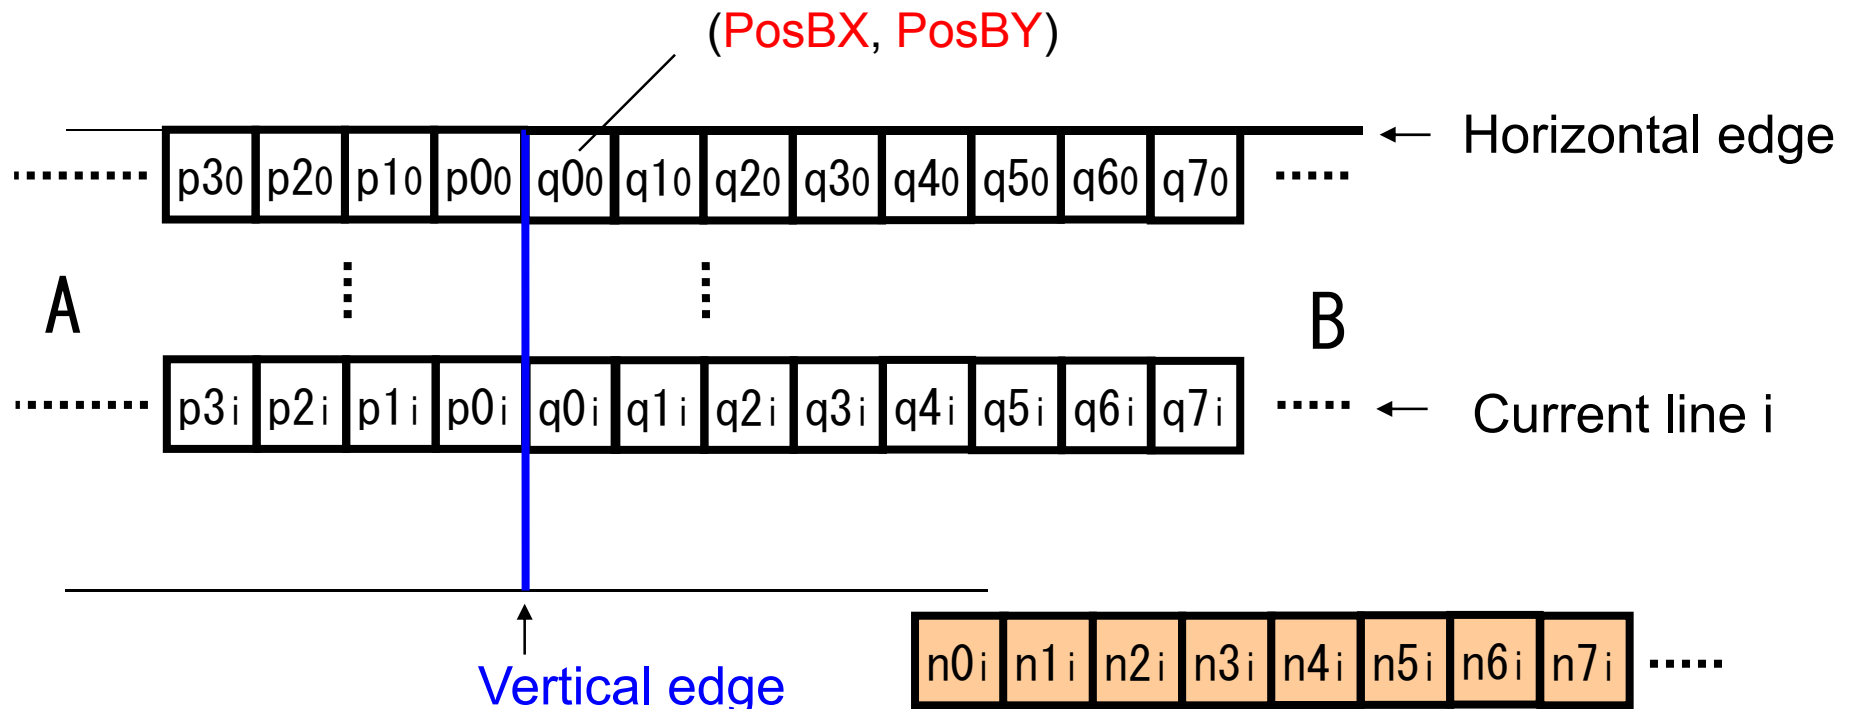 (PosBX, PosBY)
Horizontal edge
p30 p20 p10 p00 q00 q10 q20 q30 q40 q50 q60 q70
A
B
p3i p2i p1i p0i q0i q1i q2i q3i q4i q5i q6i q7i
Current line i
n0i n1i n2i n3i n4i n5i n6i n7i
Vertical edge